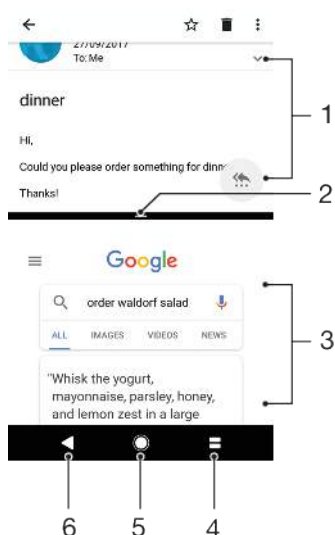 27/09/2017
To: Me
dinner
Hi,
Could you please order something for dinn
Thanks!
1
2
Google
order waldorf salad
ALL IMAGES VIDEOS NEWS
3
"Whisk the yogurt,
mayonnaise, parsley, honey,
and lemon zest in a large
6 5 4